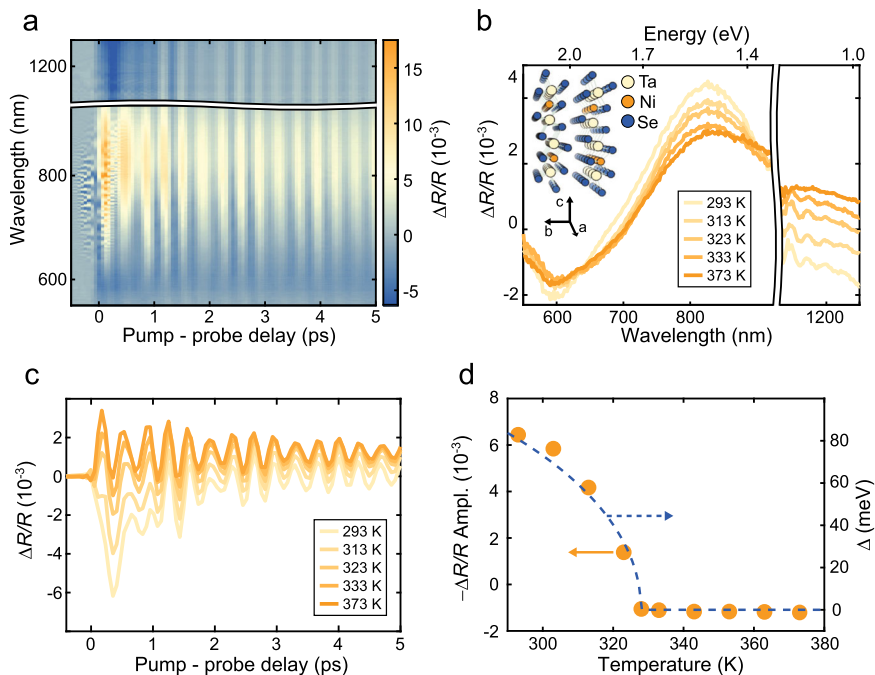 a
1200
800
600
Wavelength (nm)
0 1 2 3 4 5
Pump - probe delay (ps)
15
10
5
0
-5
ΔR/R (10⁻³)
b
Energy (eV)
2.0 1.7 1.4 1.0
4
2
0
-2
ΔR/R (10⁻³)
Ta
Ni
Se
c
b
a
293 K
313 K
323 K
333 K
373 K
600 700 800 1200
Wavelength (nm)
c
2
0
-2
-4
-6
ΔR/R (10⁻³)
293 K
313 K
323 K
333 K
373 K
0 1 2 3 4 5
Pump - probe delay (ps)
d
8
6
4
2
0
-2
−ΔR/R Ampl. (10⁻³)
80
60
40
20
0
Δ (meV)
300 320 340 360 380
Temperature (K)